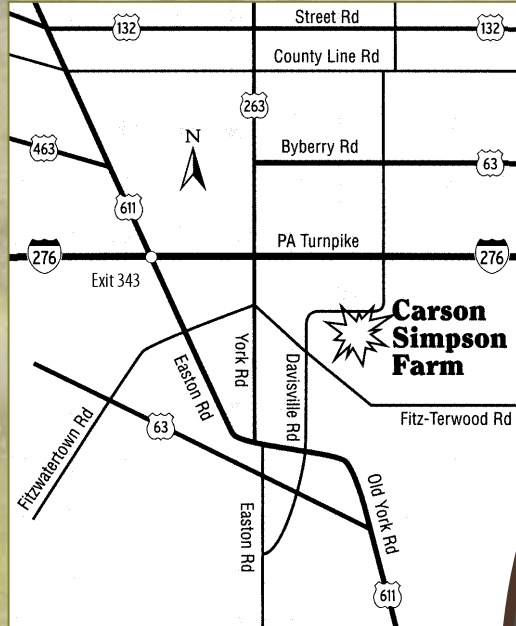 Street Rd
132
132
County Line Rd
263
N
463
Byberry Rd
63
611
PA Turnpike
276
276
Exit 343
Carson
Simpson
Farm
York Rd
Davisville Rd
Easton Rd
Fitz-Terwood Rd
63
Fitzwatertown Rd
Easton Rd
Old York Rd
611